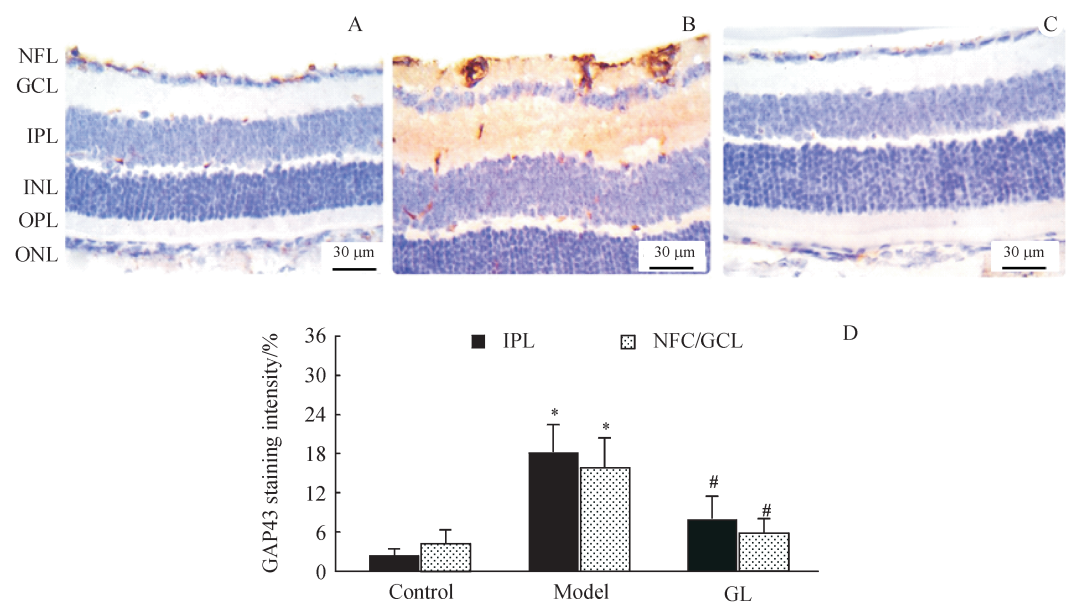 A
B
C
NFL
GCL
IPL
INL
OPL
ONL
30 μm
30 μm
30 μm
D
IPL
NFC/GCL
GAP43 staining intensity/%
36
30
24
18
12
6
0
*
*
#
#
Control
Model
GL